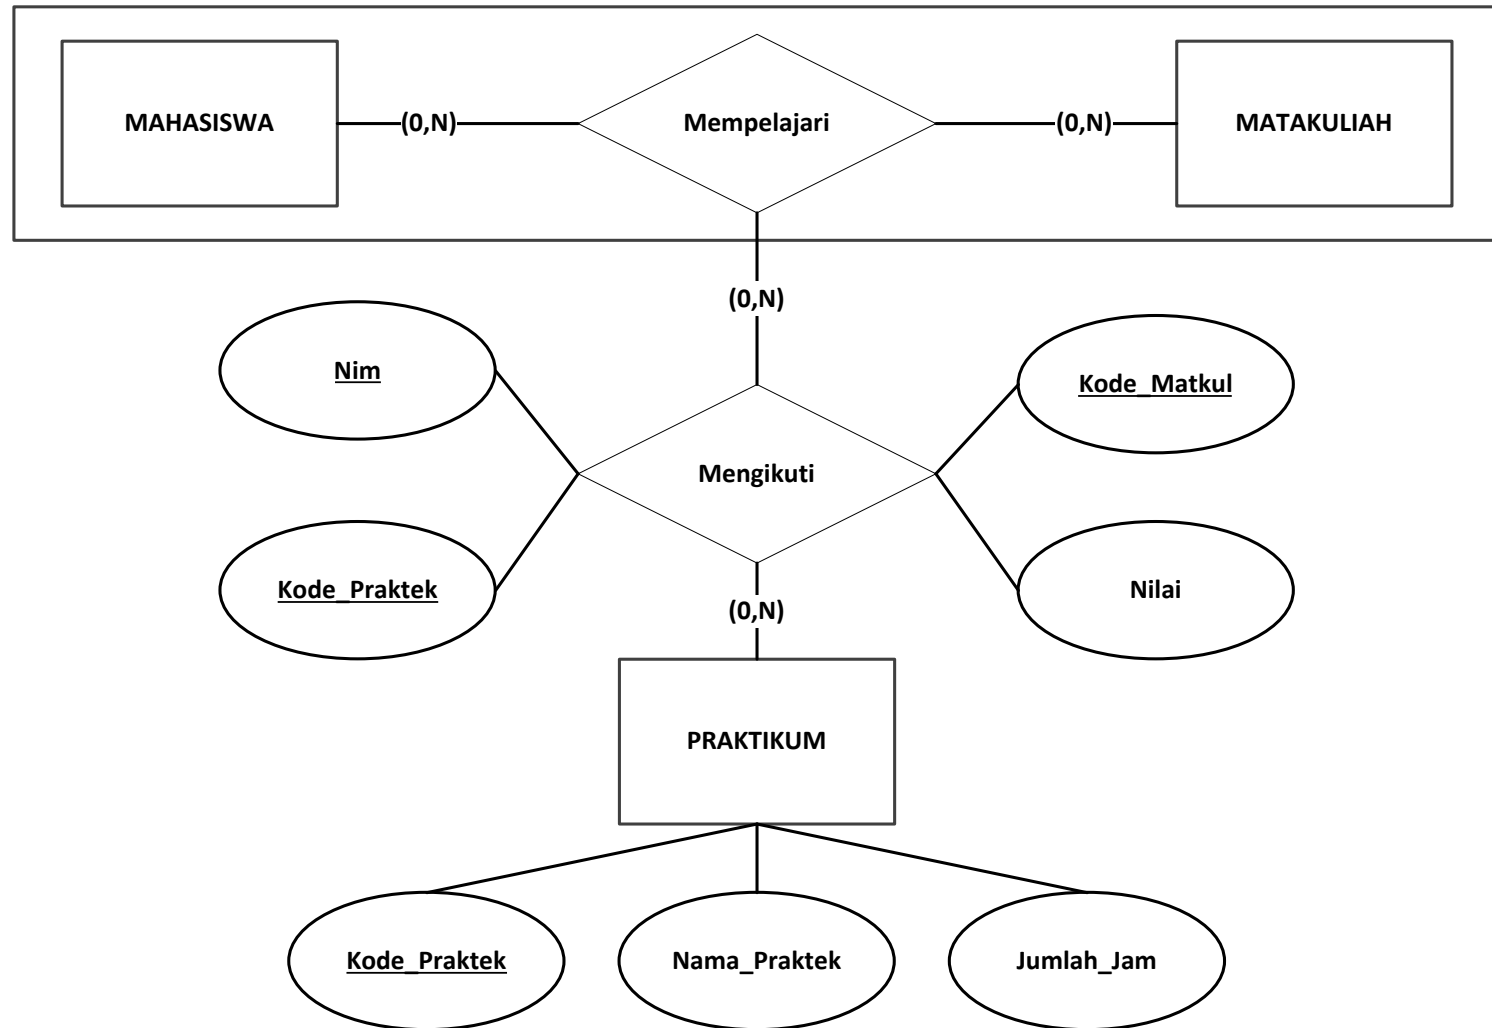 MAHASISWA (0,N) Mempelajari (0,N) MATAKULIAH
(0,N)
Nim
Kode_Matkul
Mengikuti
Kode_Praktek
Nilai
(0,N)
PRAKTIKUM
Kode_Praktek Nama_Praktek Jumlah_Jam